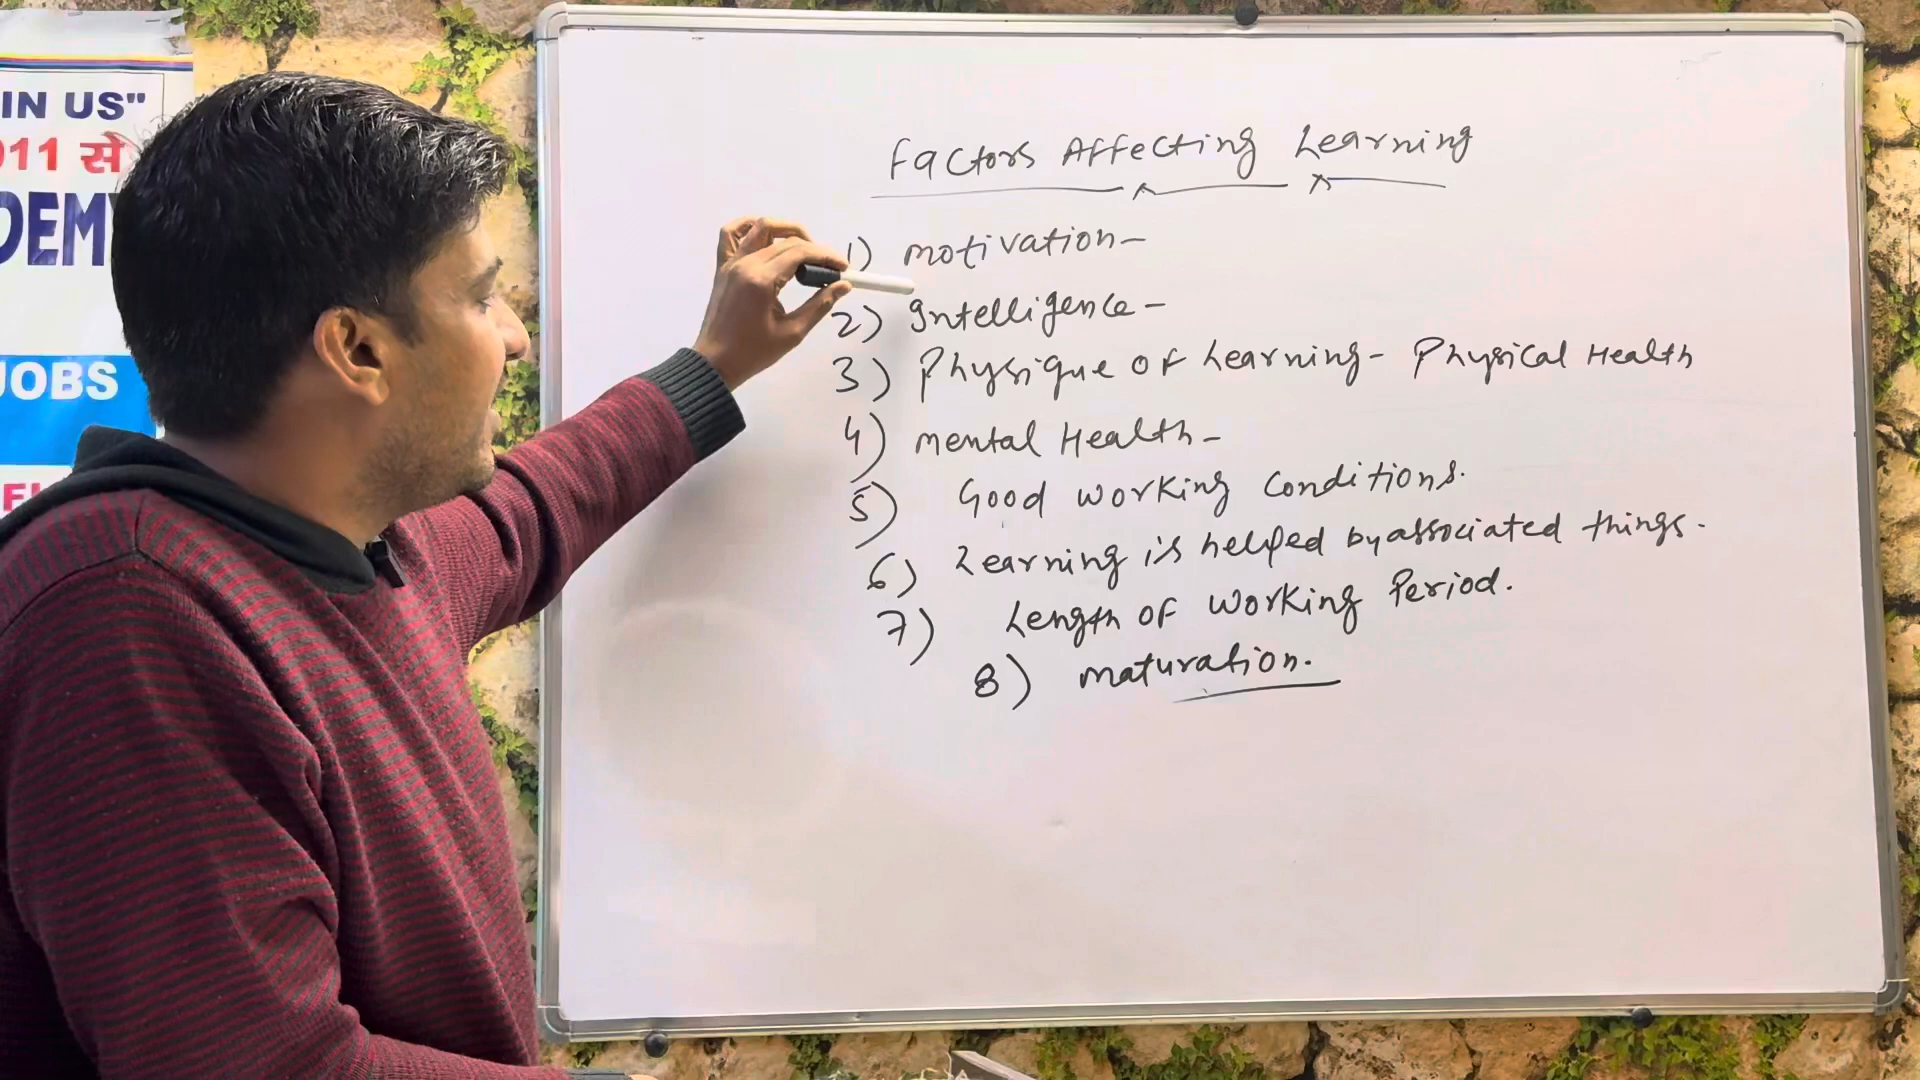 IN US"
011 से
DEM
JOBS
Factors Affecting Learning
1) motivation-
2) Intelligence-
3) Physique of Learning- Physical Health
4) mental Health-
5) Good working conditions.
6) Learning is helped by associated things.
7) Length of working Period.
8) maturation.